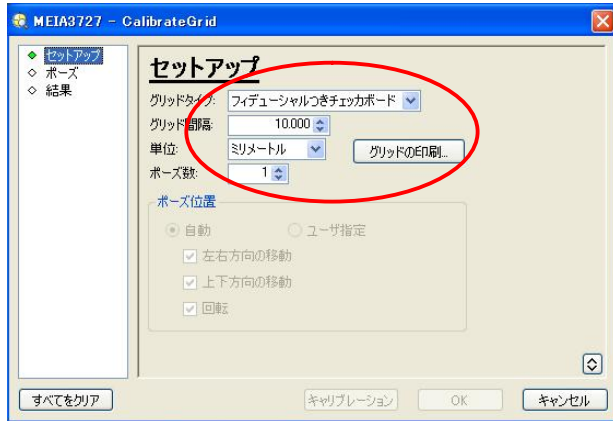 MEIA3727 - CalibrateGrid
セットアップ
ポーズ
結果
セットアップ
グリッドタイプ: フィデューシャルつきチェッカボード
グリッド間隔: 10.000
単位: ミリメートル グリッドの印刷...
ポーズ数: 1
ポーズ位置
自動 ユーザ指定
左右方向の移動
上下方向の移動
回転
すべてをクリア キャリブレーション OK キャンセル